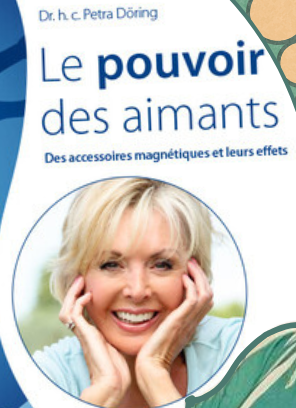 Dr. h. c. Petra Döring
Le pouvoir
des aimants
Des accessoires magnétiques et leurs effets